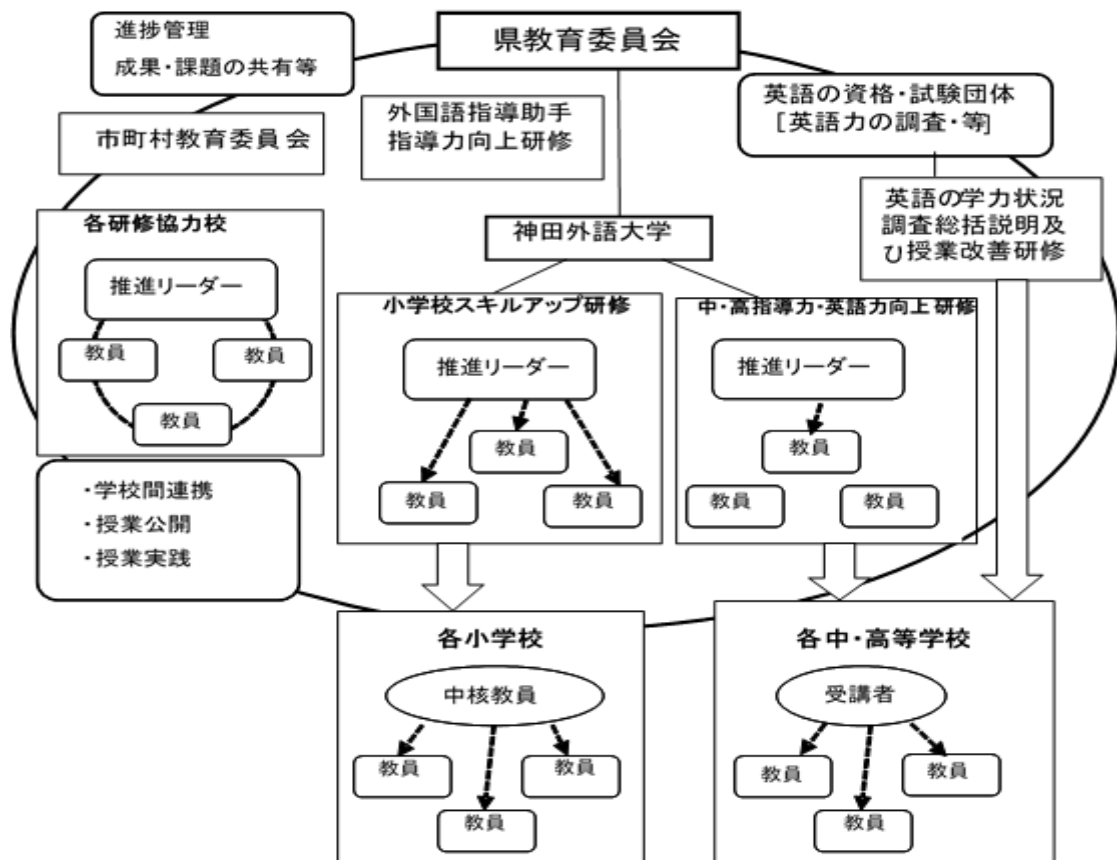 進捗管理
成果・課題の共有等
県教育委員会
英語の資格・試験団体
［英語力の調査・等］
外国語指導助手
指導力向上研修
市町村教育委員会
英語の学力状況
調査総括説明及
び授業改善研修
各研修協力校
推進リーダー
教員
教員
教員
神田外語大学
小学校スキルアップ研修
推進リーダー
教員
教員
教員
中・高指導力・英語力向上研修
推進リーダー
教員
教員
教員
・学校間連携
・授業公開
・授業実践
各小学校
中核教員
教員
教員
教員
各中・高等学校
受講者
教員
教員
教員